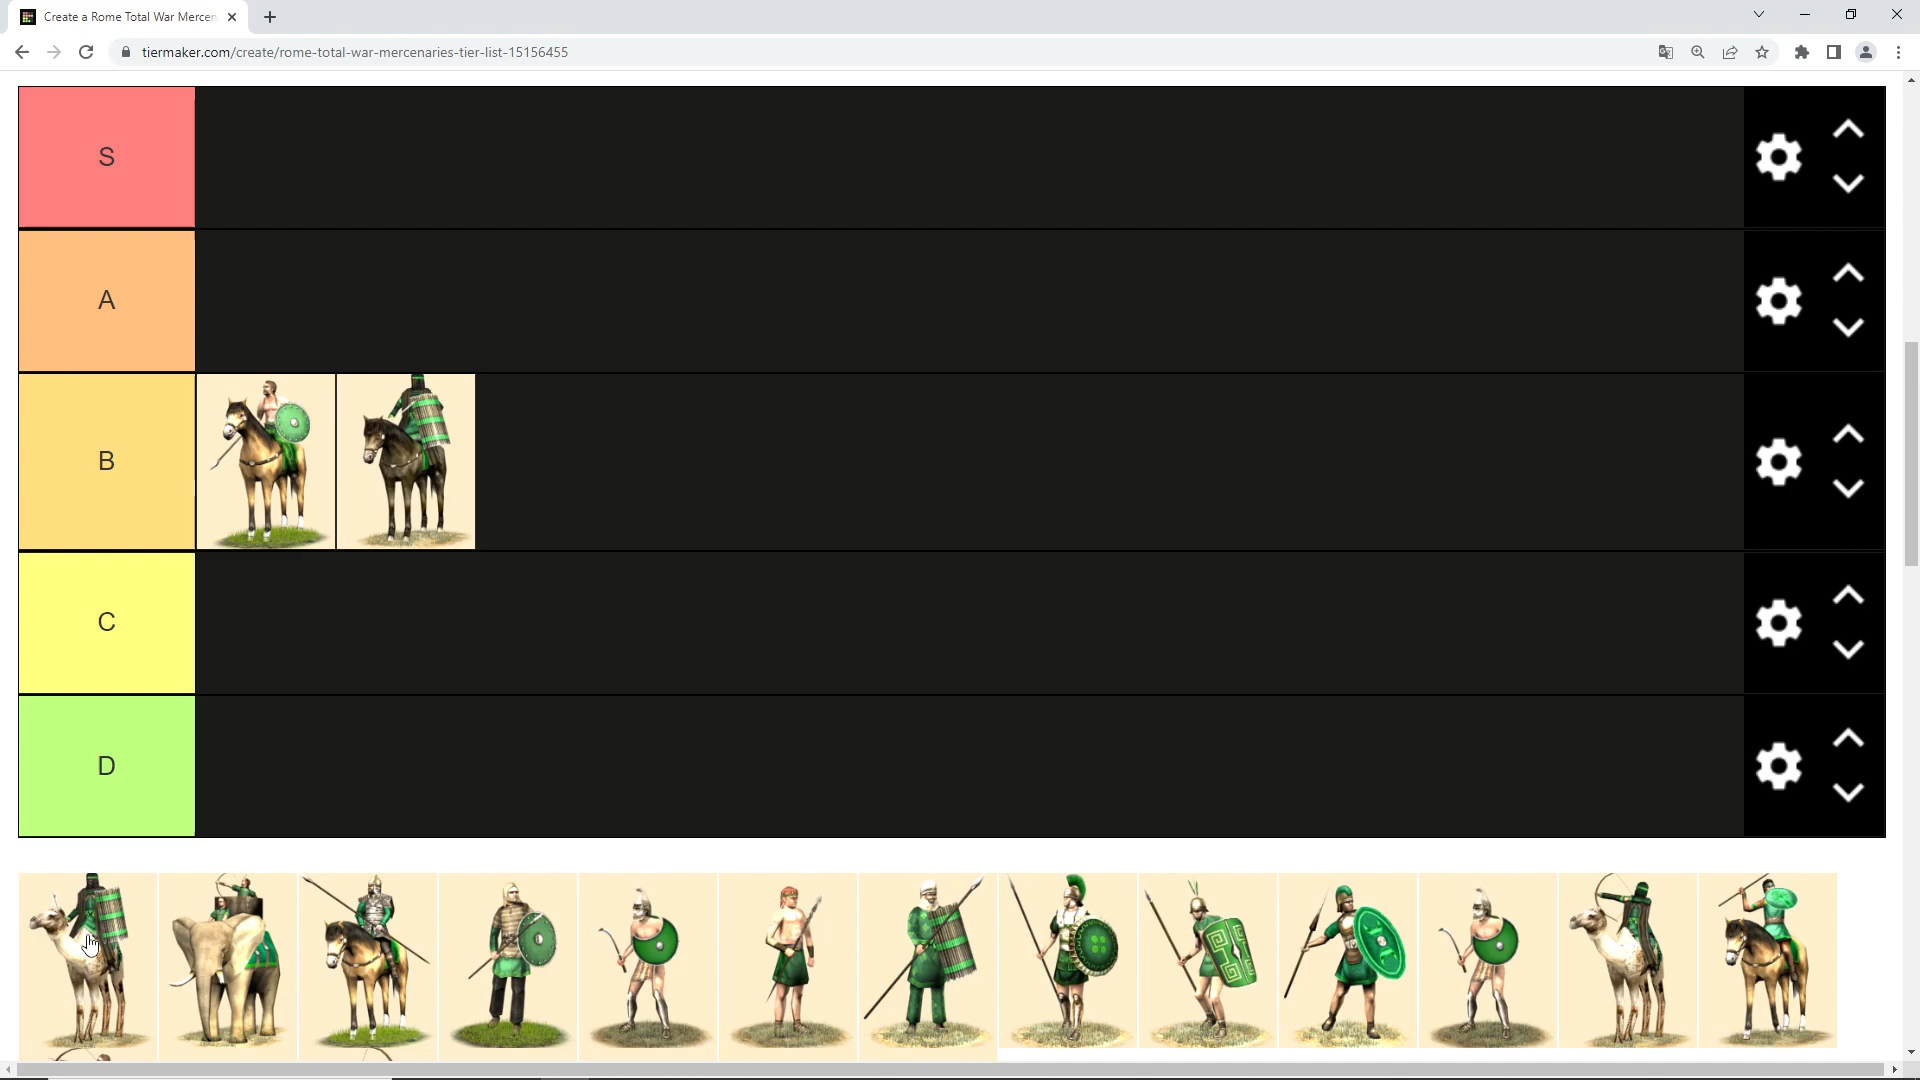 Create a Rome Total War Mercen
tiermaker.com/create/rome-total-war-mercenaries-tier-list-15156455
S
A
B
C
D